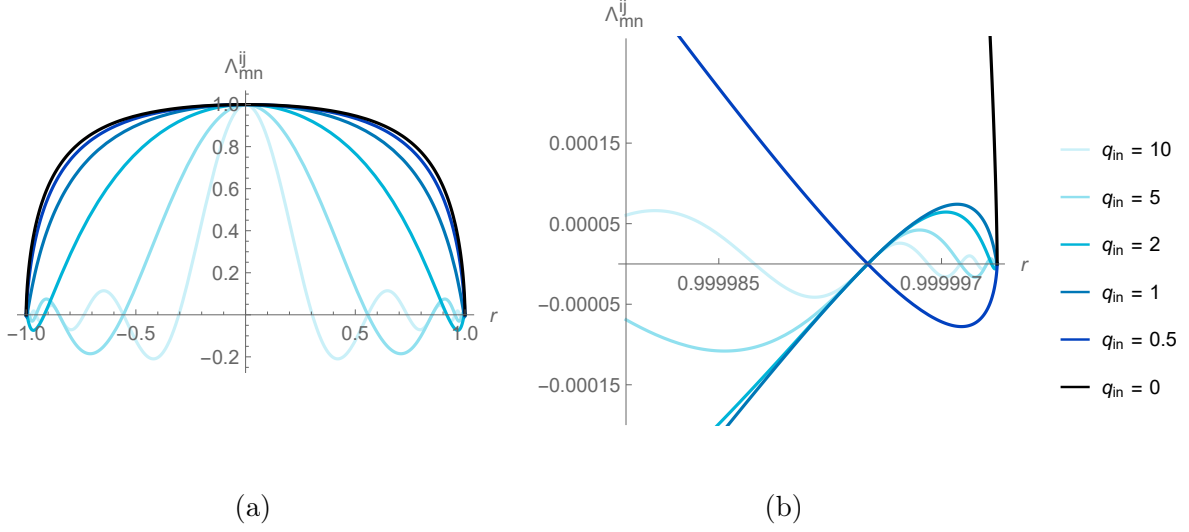 Λ^{ij}_{mn}
1.0
0.8
0.6
0.4
0.2
−0.2
−1.0 −0.5 0.5 1.0 r
(a)
Λ^{ij}_{mn}
0.00015
0.00005
−0.00005
−0.00015
0.999985 0.999997 r
(b)
q_{in} = 10
q_{in} = 5
q_{in} = 2
q_{in} = 1
q_{in} = 0.5
q_{in} = 0